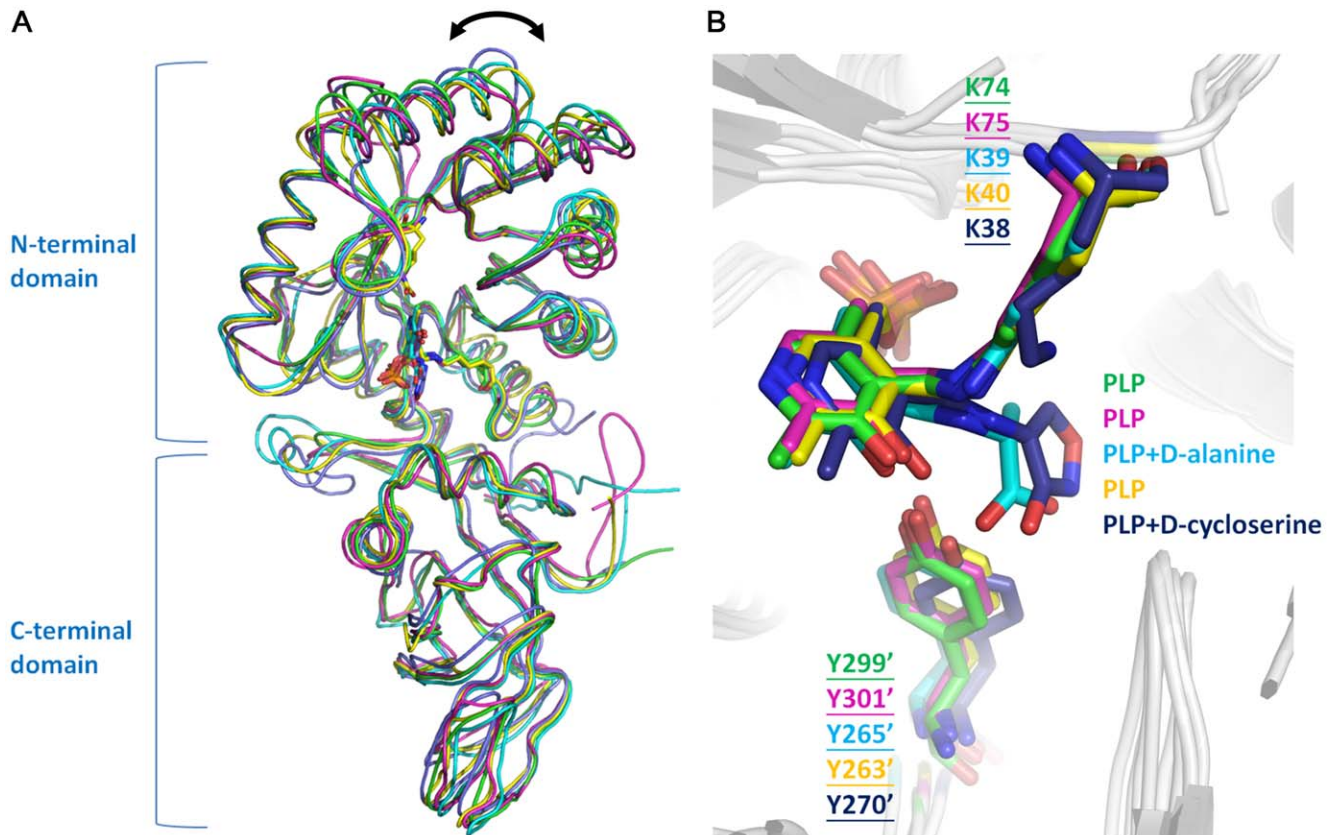 A
N-terminal
domain
C-terminal
domain
B
K74
K75
K39
K40
K38
PLP
PLP
PLP+D-alanine
PLP
PLP+D-cycloserine
Y299’
Y301’
Y265’
Y263’
Y270’